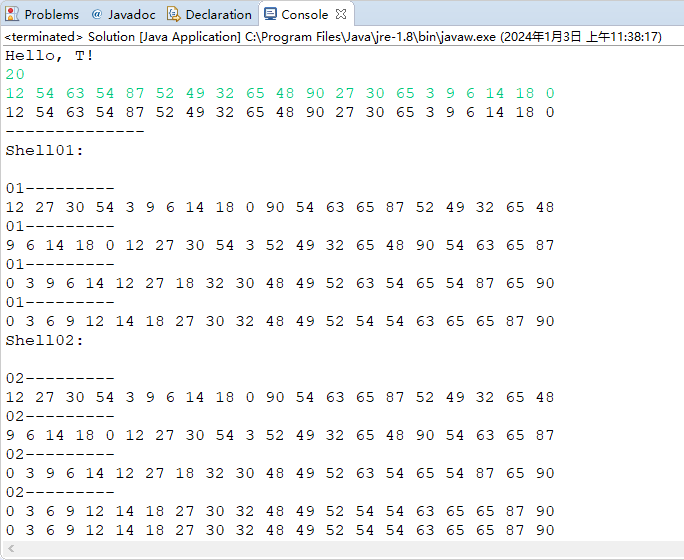 Problems @ Javadoc Declaration Console
<terminated> Solution [Java Application] C:\Program Files\Java\jre-1.8\bin\javaw.exe (2024年1月3日 上午11:38:17)
Hello, T!
20
12 54 63 54 87 52 49 32 65 48 90 27 30 65 3 9 6 14 18 0
12 54 63 54 87 52 49 32 65 48 90 27 30 65 3 9 6 14 18 0
--------------
Shell01:
01---------
12 27 30 54 3 9 6 14 18 0 90 54 63 65 87 52 49 32 65 48
01---------
9 6 14 18 0 12 27 30 54 3 52 49 32 65 48 90 54 63 65 87
01---------
0 3 9 6 14 12 27 18 32 30 48 49 52 63 54 65 54 87 65 90
01---------
0 3 6 9 12 14 18 27 30 32 48 49 52 54 54 63 65 65 87 90
Shell02:
02---------
12 27 30 54 3 9 6 14 18 0 90 54 63 65 87 52 49 32 65 48
02---------
9 6 14 18 0 12 27 30 54 3 52 49 32 65 48 90 54 63 65 87
02---------
0 3 9 6 14 12 27 18 32 30 48 49 52 63 54 65 54 87 65 90
02---------
0 3 6 9 12 14 18 27 30 32 48 49 52 54 54 63 65 65 87 90
0 3 6 9 12 14 18 27 30 32 48 49 52 54 54 63 65 65 87 90